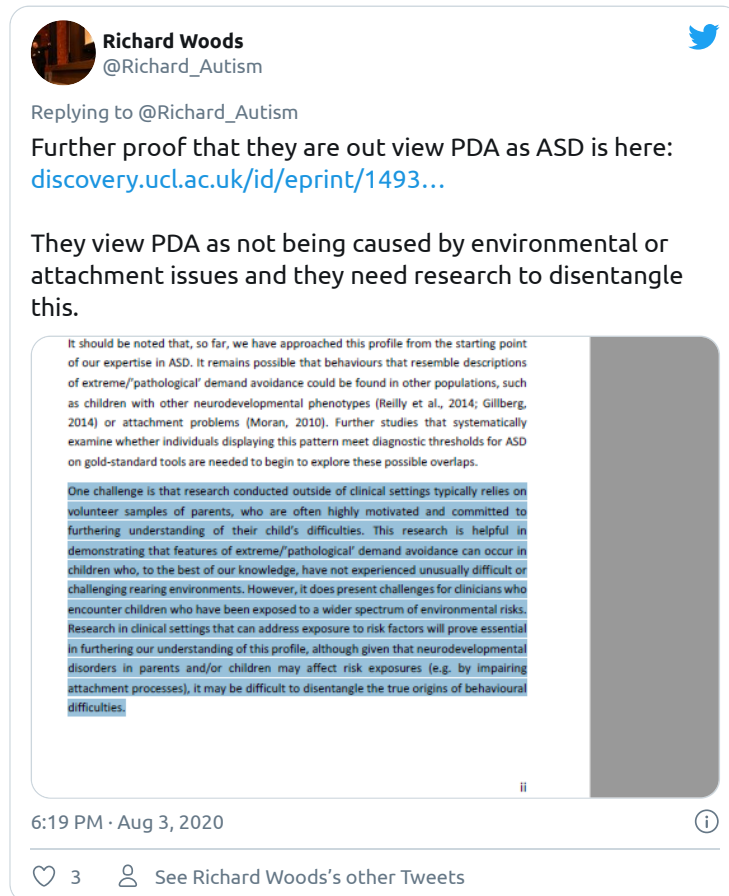 Richard Woods
@Richard_Autism
Replying to @Richard_Autism
Further proof that they are out view PDA as ASD is here:
discovery.ucl.ac.uk/id/eprint/1493…
They view PDA as not being caused by environmental or
attachment issues and they need research to disentangle
this.
It should be noted that, so far, we have approached this profile from the starting point
of our expertise in ASD. It remains possible that behaviours that resemble descriptions
of extreme/'pathological' demand avoidance could be found in other populations, such
as children with other neurodevelopmental phenotypes (Reilly et al., 2014; Gillberg,
2014) or attachment problems (Moran, 2010). Further studies that systematically
examine whether individuals displaying this pattern meet diagnostic thresholds for ASD
on gold-standard tools are needed to begin to explore these possible overlaps.
One challenge is that research conducted outside of clinical settings typically relies on
volunteer samples of parents, who are often highly motivated and committed to
furthering understanding of their child's difficulties. This research is helpful in
demonstrating that features of extreme/'pathological' demand avoidance can occur in
children who, to the best of our knowledge, have not experienced unusually difficult or
challenging rearing environments. However, it does present challenges for clinicians who
encounter children who have been exposed to a wider spectrum of environmental risks.
Research in clinical settings that can address exposure to risk factors will prove essential
in furthering our understanding of this profile, although given that neurodevelopmental
disorders in parents and/or children may affect risk exposures (e.g. by impairing
attachment processes), it may be difficult to disentangle the true origins of behavioural
difficulties.
ii
6:19 PM · Aug 3, 2020
3 See Richard Woods's other Tweets